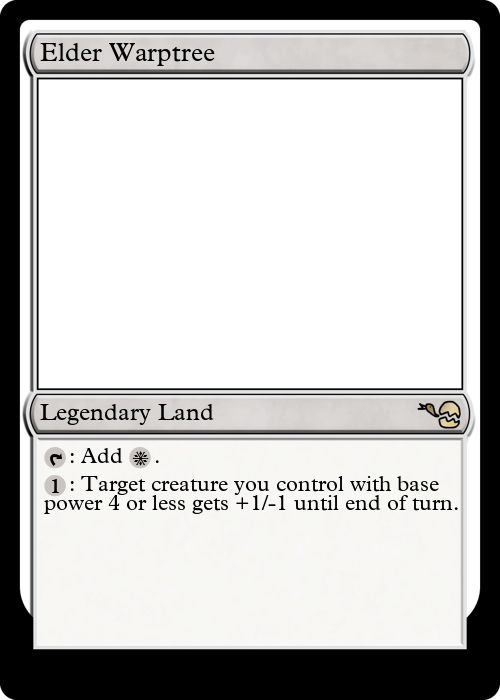 Elder Warptree
Legendary Land
: Add .
1: Target creature you control with base
power 4 or less gets +1/-1 until end of turn.